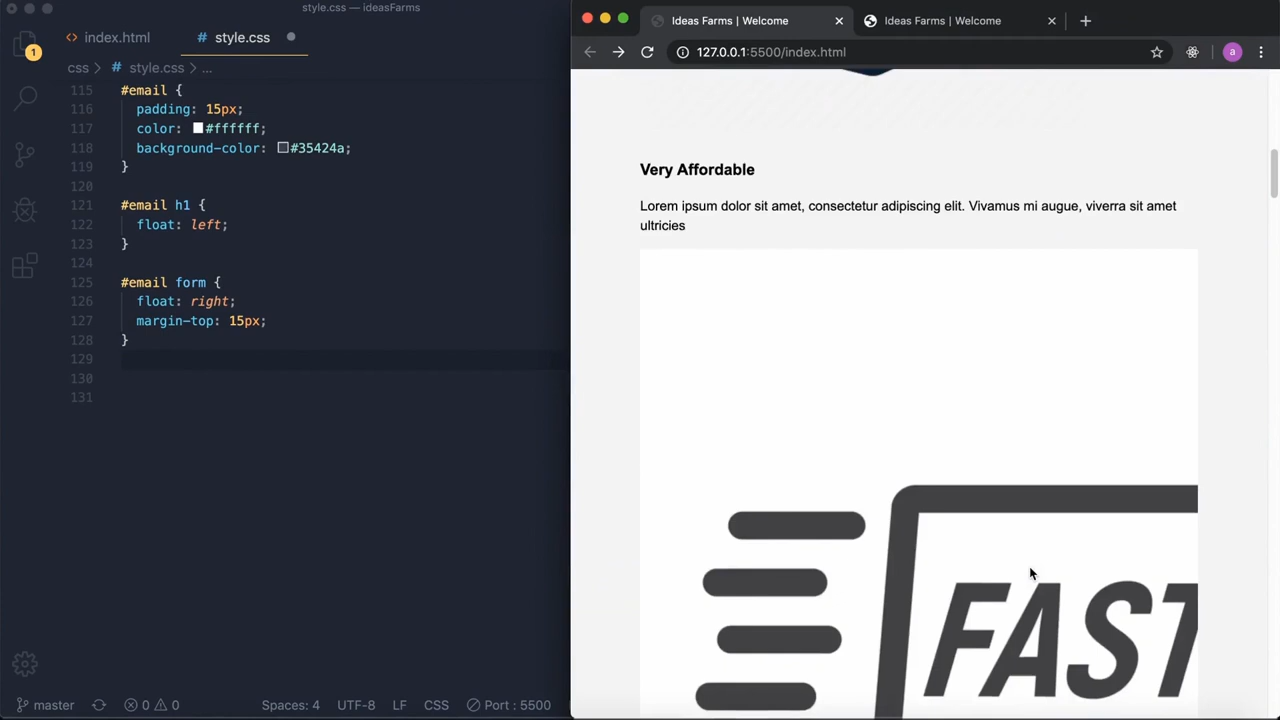 style.css — ideasFarms
index.html
# style.css
1
css > # style.css > ...
115 #email {
116 padding: 15px;
117 color: #ffffff;
118 background-color: #35424a;
119 }
120
121 #email h1 {
122 float: left;
123 }
124
125 #email form {
126 float: right;
127 margin-top: 15px;
128 }
129
130
131
master
0
0
Spaces: 4
UTF-8
LF
CSS
Port : 5500
Ideas Farms | Welcome
Ideas Farms | Welcome
127.0.0.1:5500/index.html
a
Very Affordable
Lorem ipsum dolor sit amet, consectetur adipiscing elit. Vivamus mi augue, viverra sit amet
ultricies
FAST